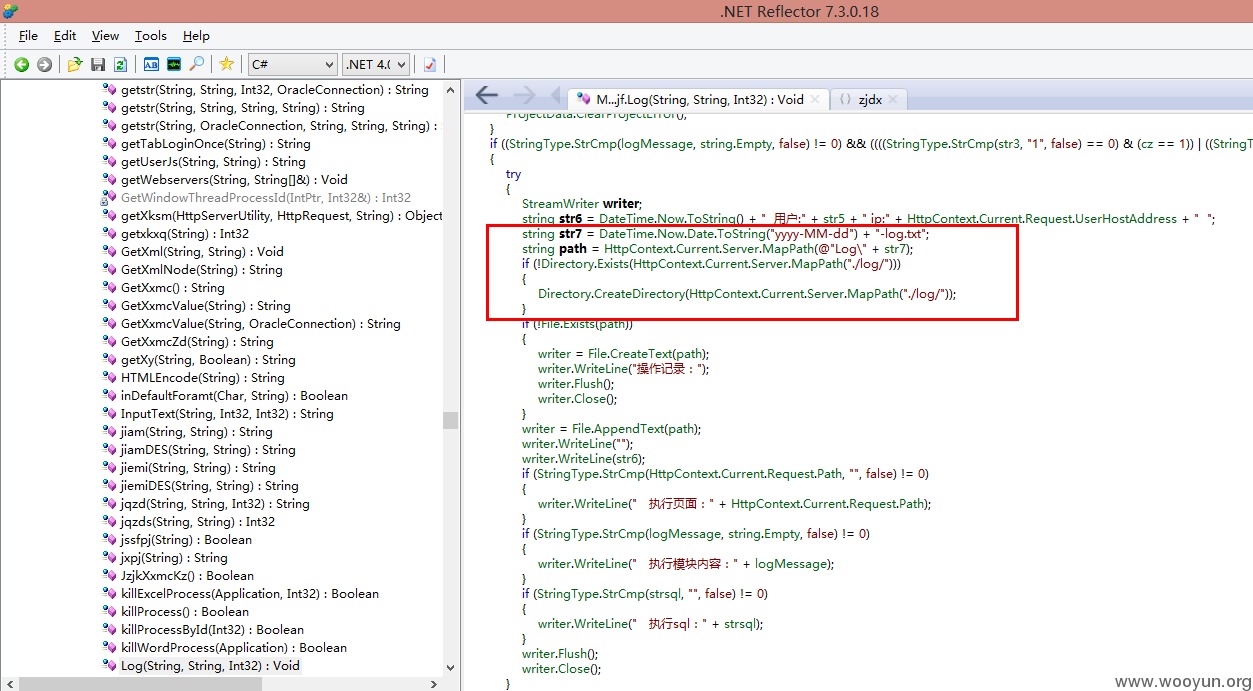 .NET Reflector 7.3.0.18
File Edit View Tools Help
C# .NET 4.(
getstr(String, String, Int32, OracleConnection) : String
getstr(String, String, String, String) : String
getstr(String, OracleConnection, String, String, String) :
getTabLoginOnce(String) : String
getUserJs(String, String) : String
getWebservers(String, String[]&) : Void
GetWindowThreadProcessId(IntPtr, Int32&) : Int32
getXksm(HttpServerUtility, HttpRequest, String) : Object
getxkxq(String) : Int32
GetXml(String, String) : Void
GetXmlNode(String) : String
GetXxmc() : String
GetXxmcValue(String) : String
GetXxmcValue(String, OracleConnection) : String
GetXxmcZd(String) : String
getXy(String, Boolean) : String
HTMLEncode(String) : String
inDefaultForamt(Char, String) : Boolean
InputText(String, Int32, Int32) : String
jiam(String, String) : String
jiamDES(String, String) : String
jiemi(String, String) : String
jiemiDES(String, String) : String
jqzd(String, String, Int32) : String
jqzds(String, String) : Int32
jssfpj(String) : Boolean
jxpj(String) : String
JzjkXxmcKz() : Boolean
killExcelProcess(Application, Int32) : Boolean
killProcess() : Boolean
killProcessById(Int32) : Boolean
killWordProcess(Application) : Boolean
Log(String, String, Int32) : Void
M...jf.Log(String, String, Int32) : Void
zjdx
ProjectData.ClearProjectError();
}
if ((StringType.StrCmp(logMessage, string.Empty, false) != 0) && ((((StringType.StrCmp(str3, "1", false) == 0) & (cz == 1)) | ((StringT
{
try
{
StreamWriter writer;
string str6 = DateTime.Now.ToString() + "  用户:" + str5 + " ip:" + HttpContext.Current.Request.UserHostAddress + "  ";
string str7 = DateTime.Now.Date.ToString("yyyy-MM-dd") + "-log.txt";
string path = HttpContext.Current.Server.MapPath(@"Log\" + str7);
if (!Directory.Exists(HttpContext.Current.Server.MapPath("./log/")))
{
Directory.CreateDirectory(HttpContext.Current.Server.MapPath("./log/"));
}
if (!File.Exists(path))
{
writer = File.CreateText(path);
writer.WriteLine("操作记录：");
writer.Flush();
writer.Close();
}
writer = File.AppendText(path);
writer.WriteLine("");
writer.WriteLine(str6);
if (StringType.StrCmp(HttpContext.Current.Request.Path, "", false) != 0)
{
writer.WriteLine("  执行页面：" + HttpContext.Current.Request.Path);
}
if (StringType.StrCmp(logMessage, string.Empty, false) != 0)
{
writer.WriteLine("  执行模块内容：" + logMessage);
}
if (StringType.StrCmp(strsql, "", false) != 0)
{
writer.WriteLine("  执行sql：" + strsql);
}
writer.Flush();
writer.Close();
}
www.wooyun.org